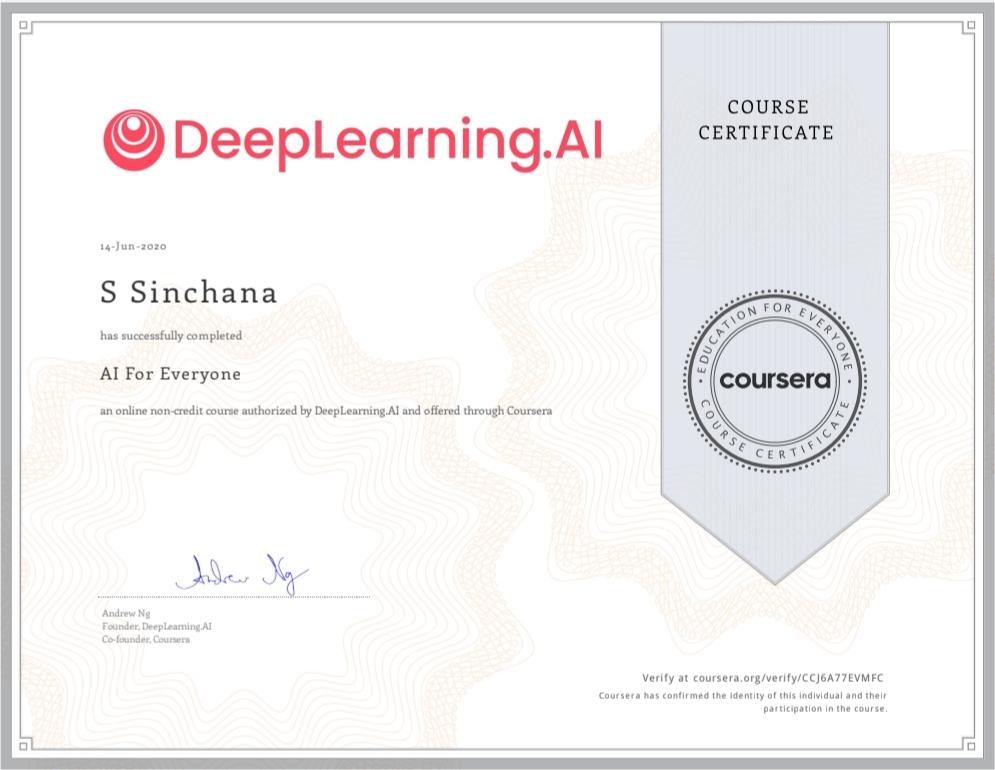 DeepLearning.AI
COURSE
CERTIFICATE
14-Jun-2020
S Sinchana
has successfully completed
AI For Everyone
an online non-credit course authorized by DeepLearning.AI and offered through Coursera
EDUCATION FOR EVERYONE
coursera
COURSE CERTIFICATE
Andrew Ng
Andrew Ng
Founder, DeepLearning.AI
Co-founder, Coursera
Verify at coursera.org/verify/CCJ6A77EVMFC
Coursera has confirmed the identity of this individual and their
participation in the course.